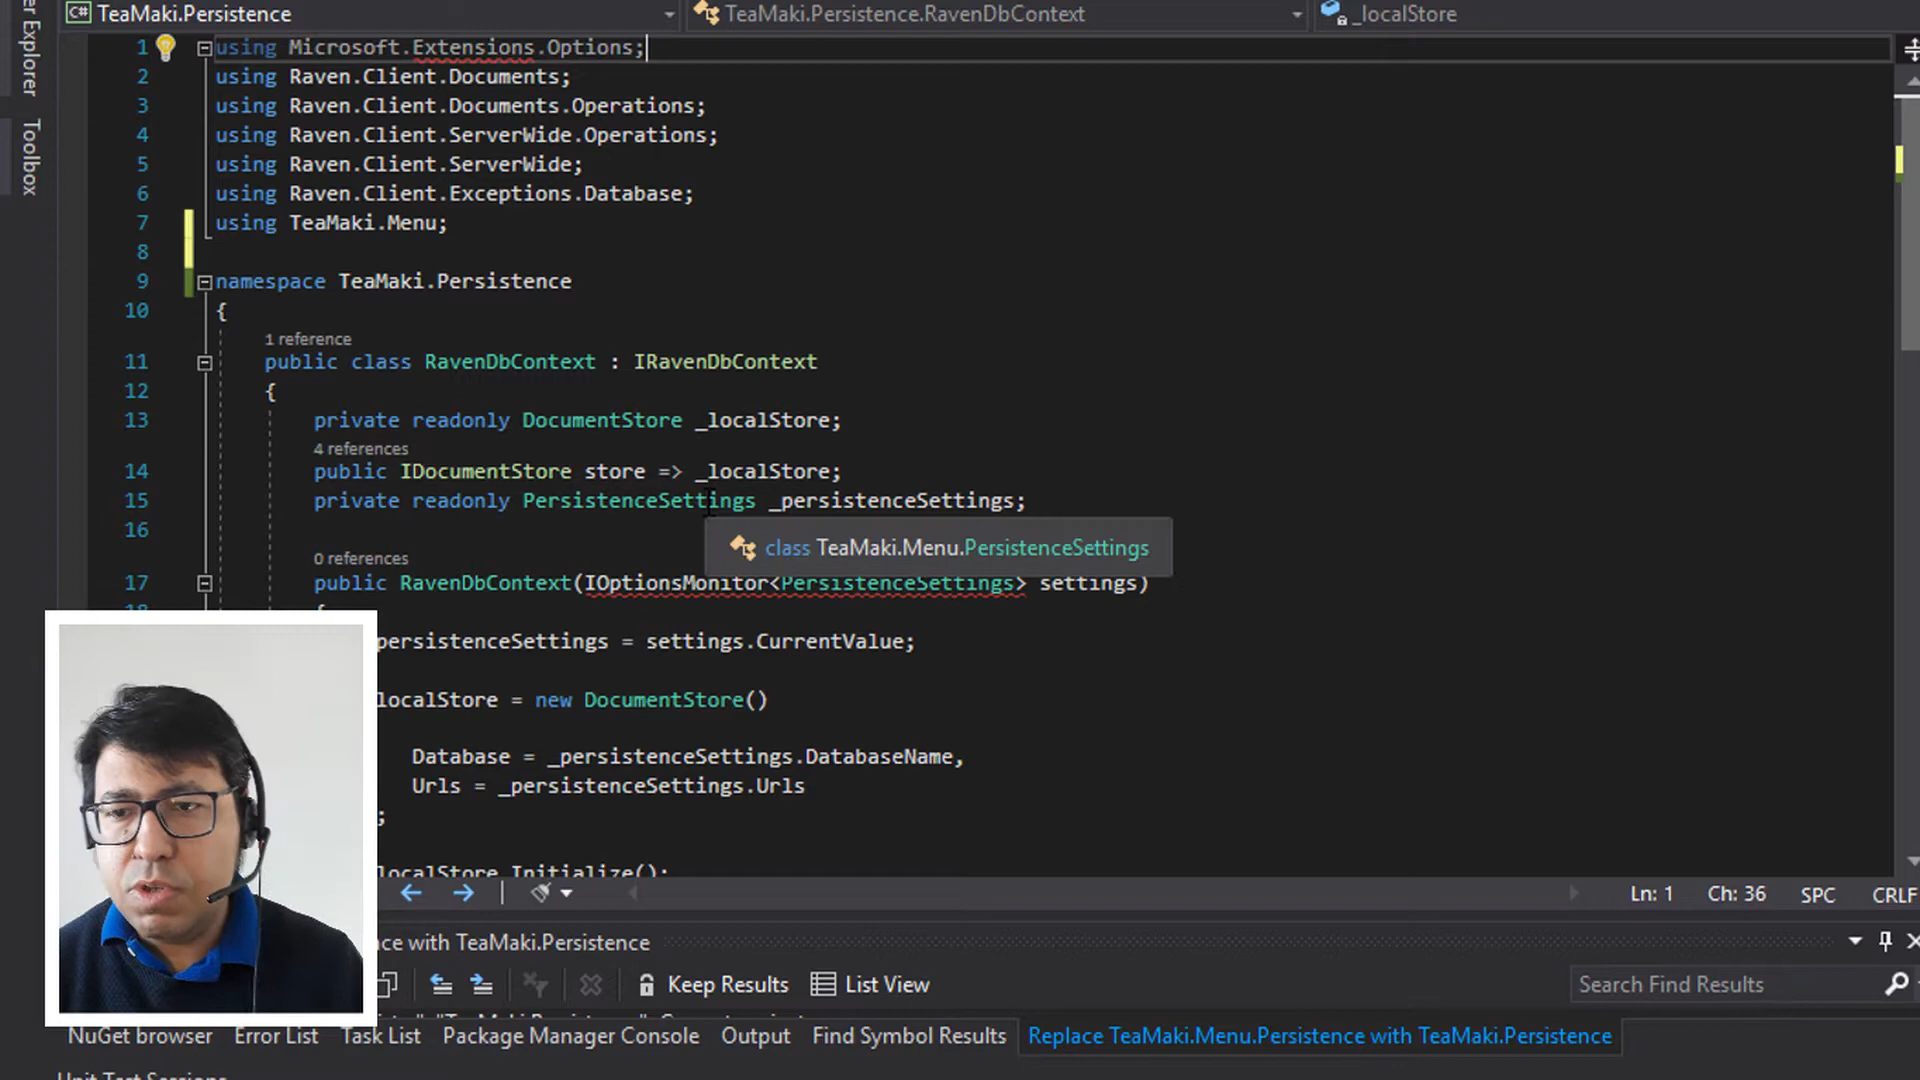 er Explorer
Toolbox
C# TeaMaki.Persistence
TeaMaki.Persistence.RavenDbContext
_localStore
1 using Microsoft.Extensions.Options;
2 using Raven.Client.Documents;
3 using Raven.Client.Documents.Operations;
4 using Raven.Client.ServerWide.Operations;
5 using Raven.Client.ServerWide;
6 using Raven.Client.Exceptions.Database;
7 using TeaMaki.Menu;
8
9 namespace TeaMaki.Persistence
10 {
1 reference
11 public class RavenDbContext : IRavenDbContext
12 {
13 private readonly DocumentStore _localStore;
4 references
14 public IDocumentStore store => _localStore;
15 private readonly PersistenceSettings _persistenceSettings;
16
class TeaMaki.Menu.PersistenceSettings
0 references
17 public RavenDbContext(IOptionsMonitor<PersistenceSettings> settings)
{
persistenceSettings = settings.CurrentValue;
localStore = new DocumentStore()
Database = _persistenceSettings.DatabaseName,
Urls = _persistenceSettings.Urls
;
localStore.Initialize();
Ln: 1 Ch: 36 SPC CRLF
ce with TeaMaki.Persistence
Keep Results List View Search Find Results
NuGet browser Error List Task List Package Manager Console Output Find Symbol Results Replace TeaMaki.Menu.Persistence with TeaMaki.Persistence
Unit Test Sessions